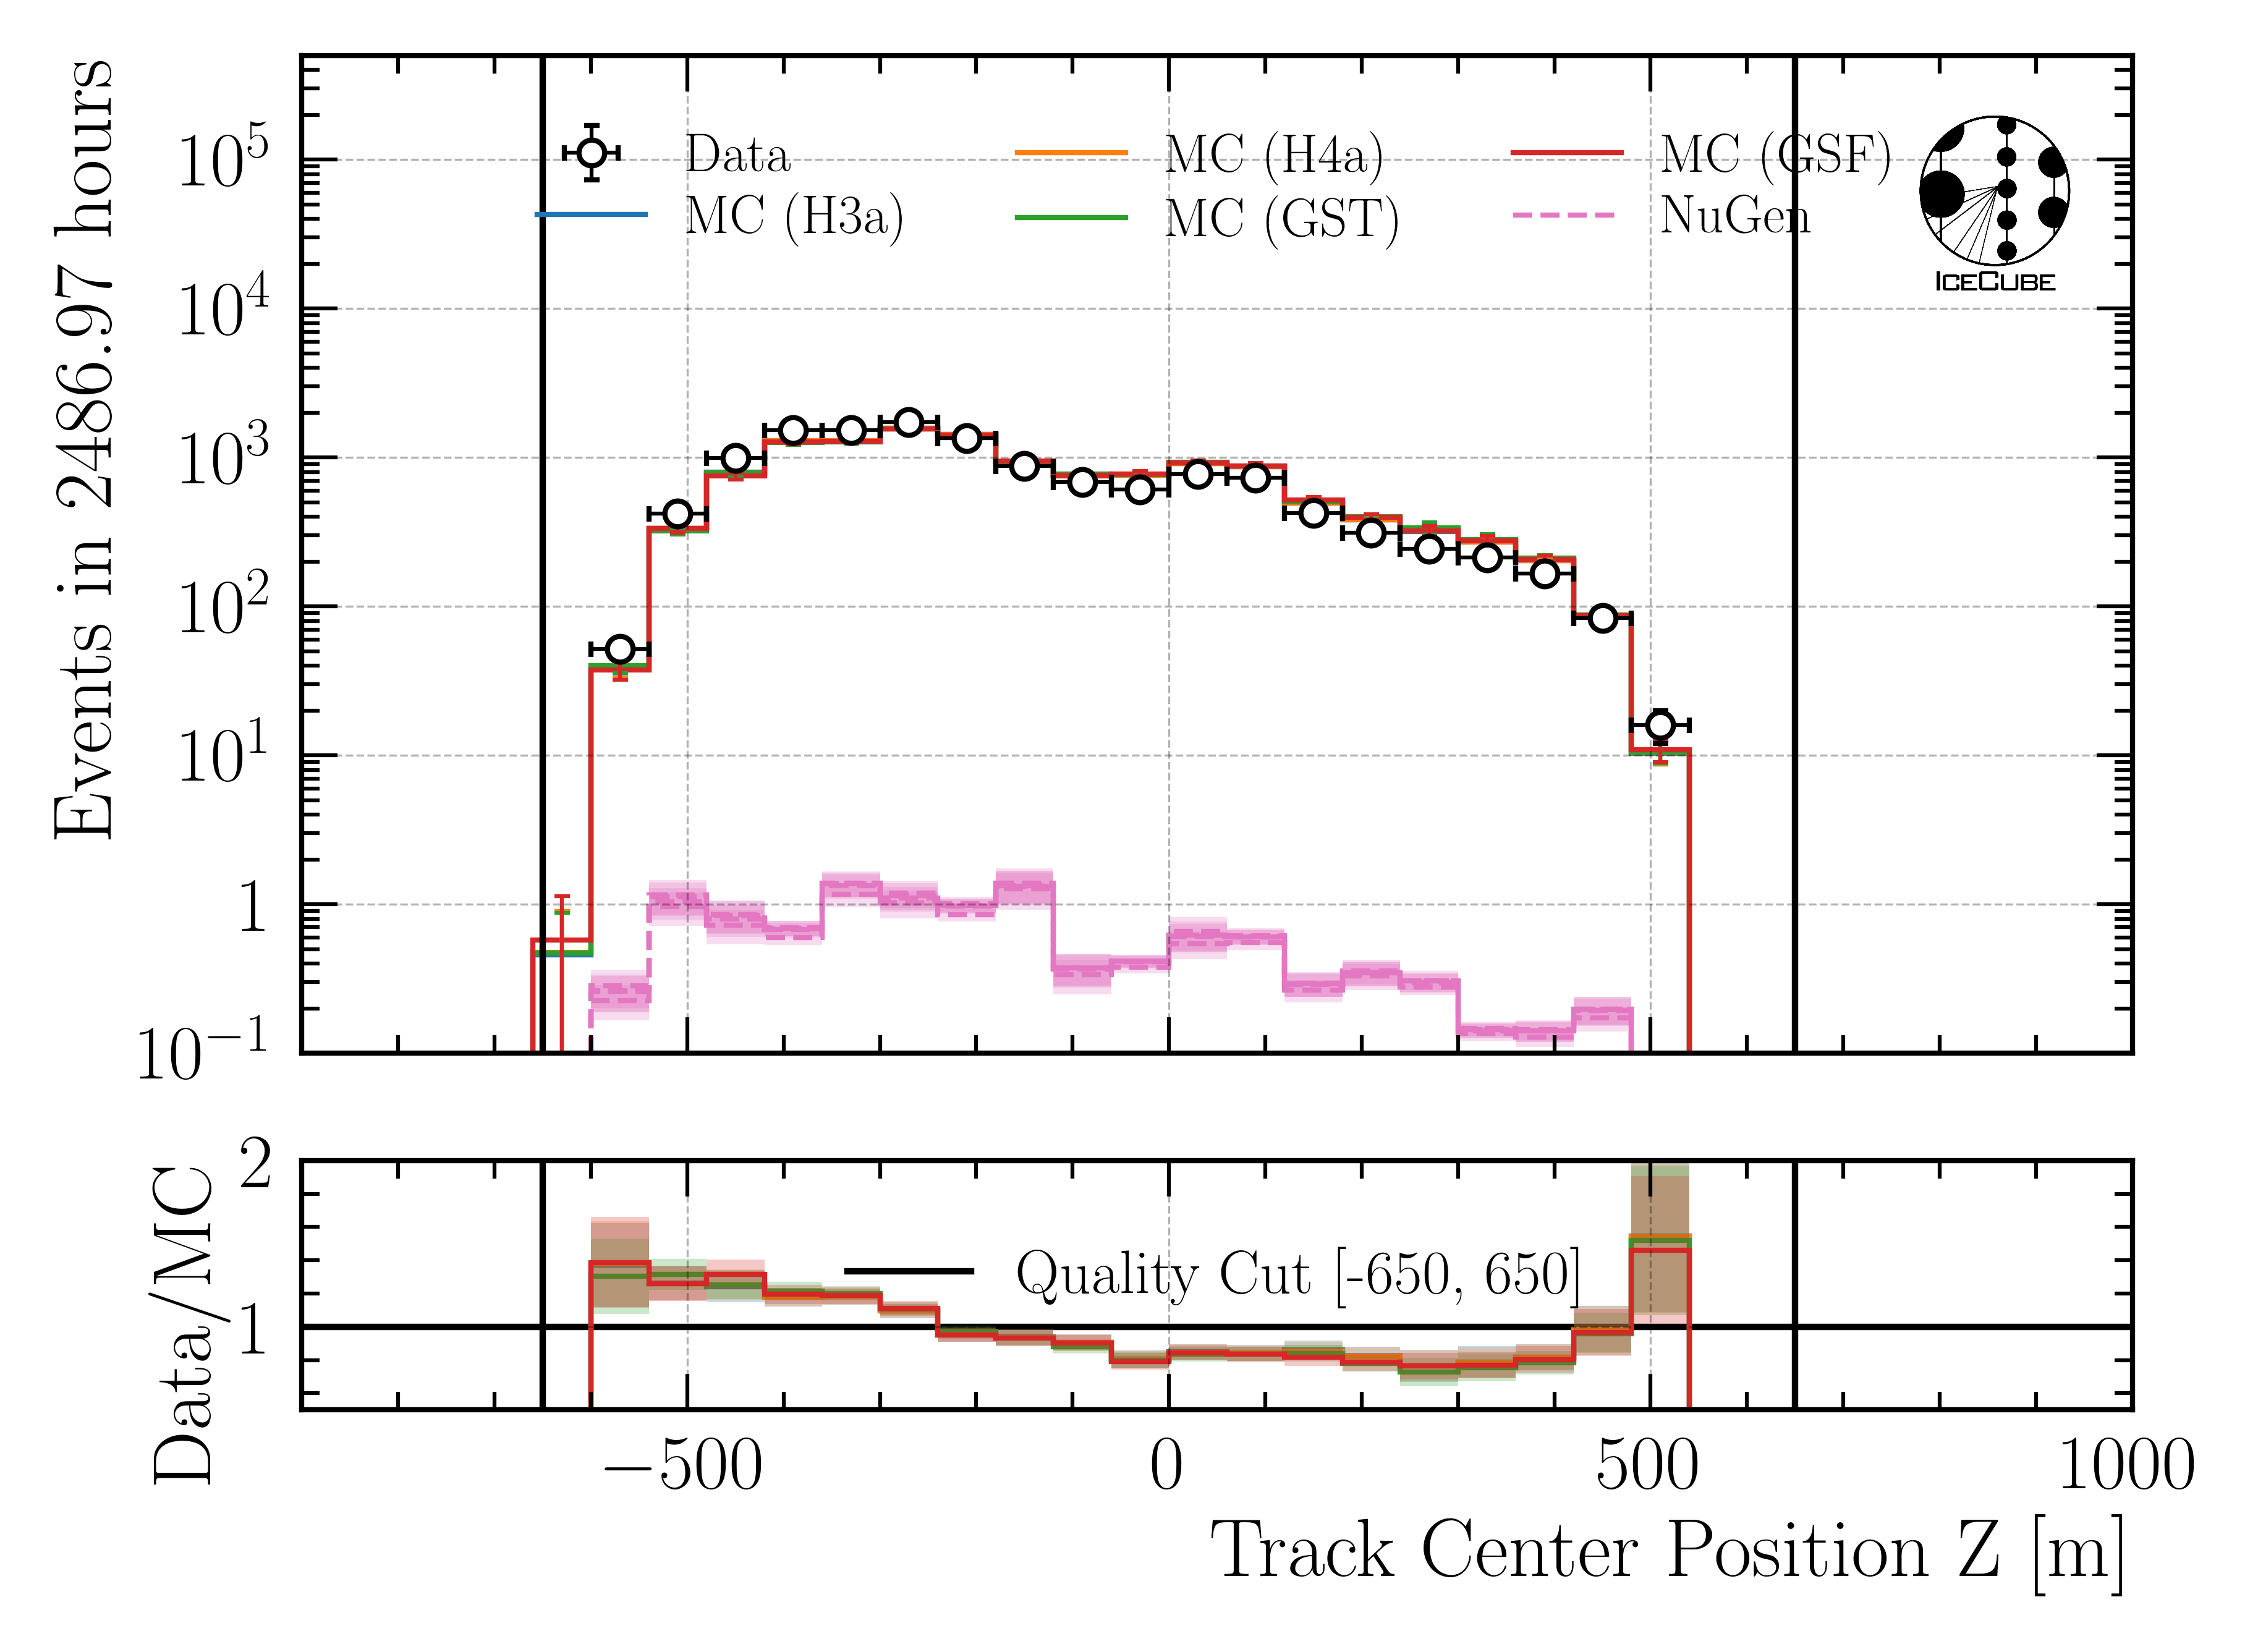 Events in 2486.97 hours
10^5
10^4
10^3
10^2
10^1
1
10^−1
Data
MC (H3a)
MC (H4a)
MC (GST)
MC (GSF)
NuGen
ICECUBE
Data/MC
2
1
Quality Cut [-650, 650]
−500
0
500
1000
Track Center Position Z [m]